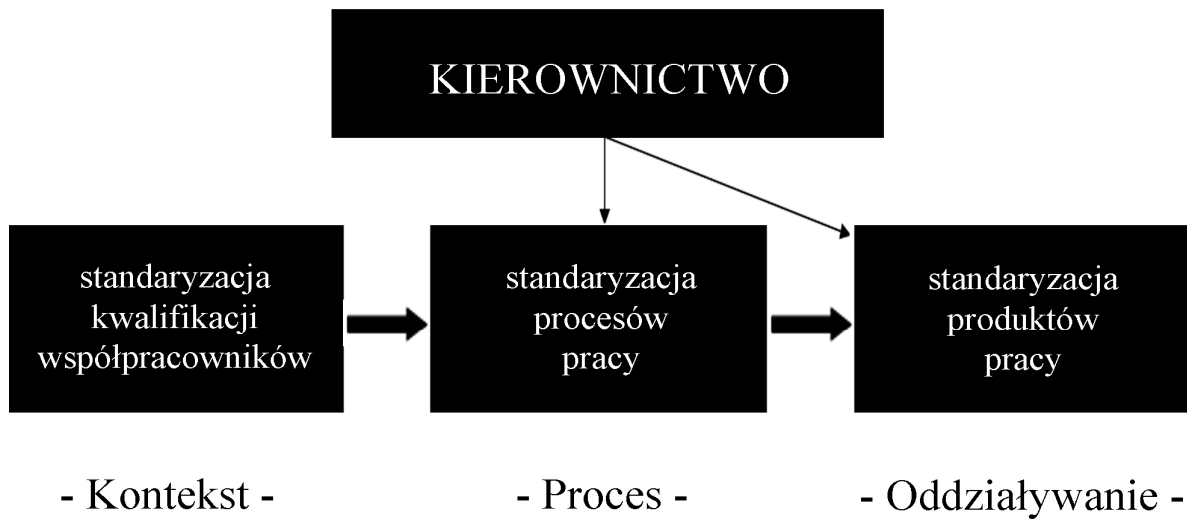 KIEROWNICTWO
standaryzacja
kwalifikacji
współpracowników
standaryzacja
procesów
pracy
standaryzacja
produktów
pracy
- Kontekst -
- Proces -
- Oddziaływanie -